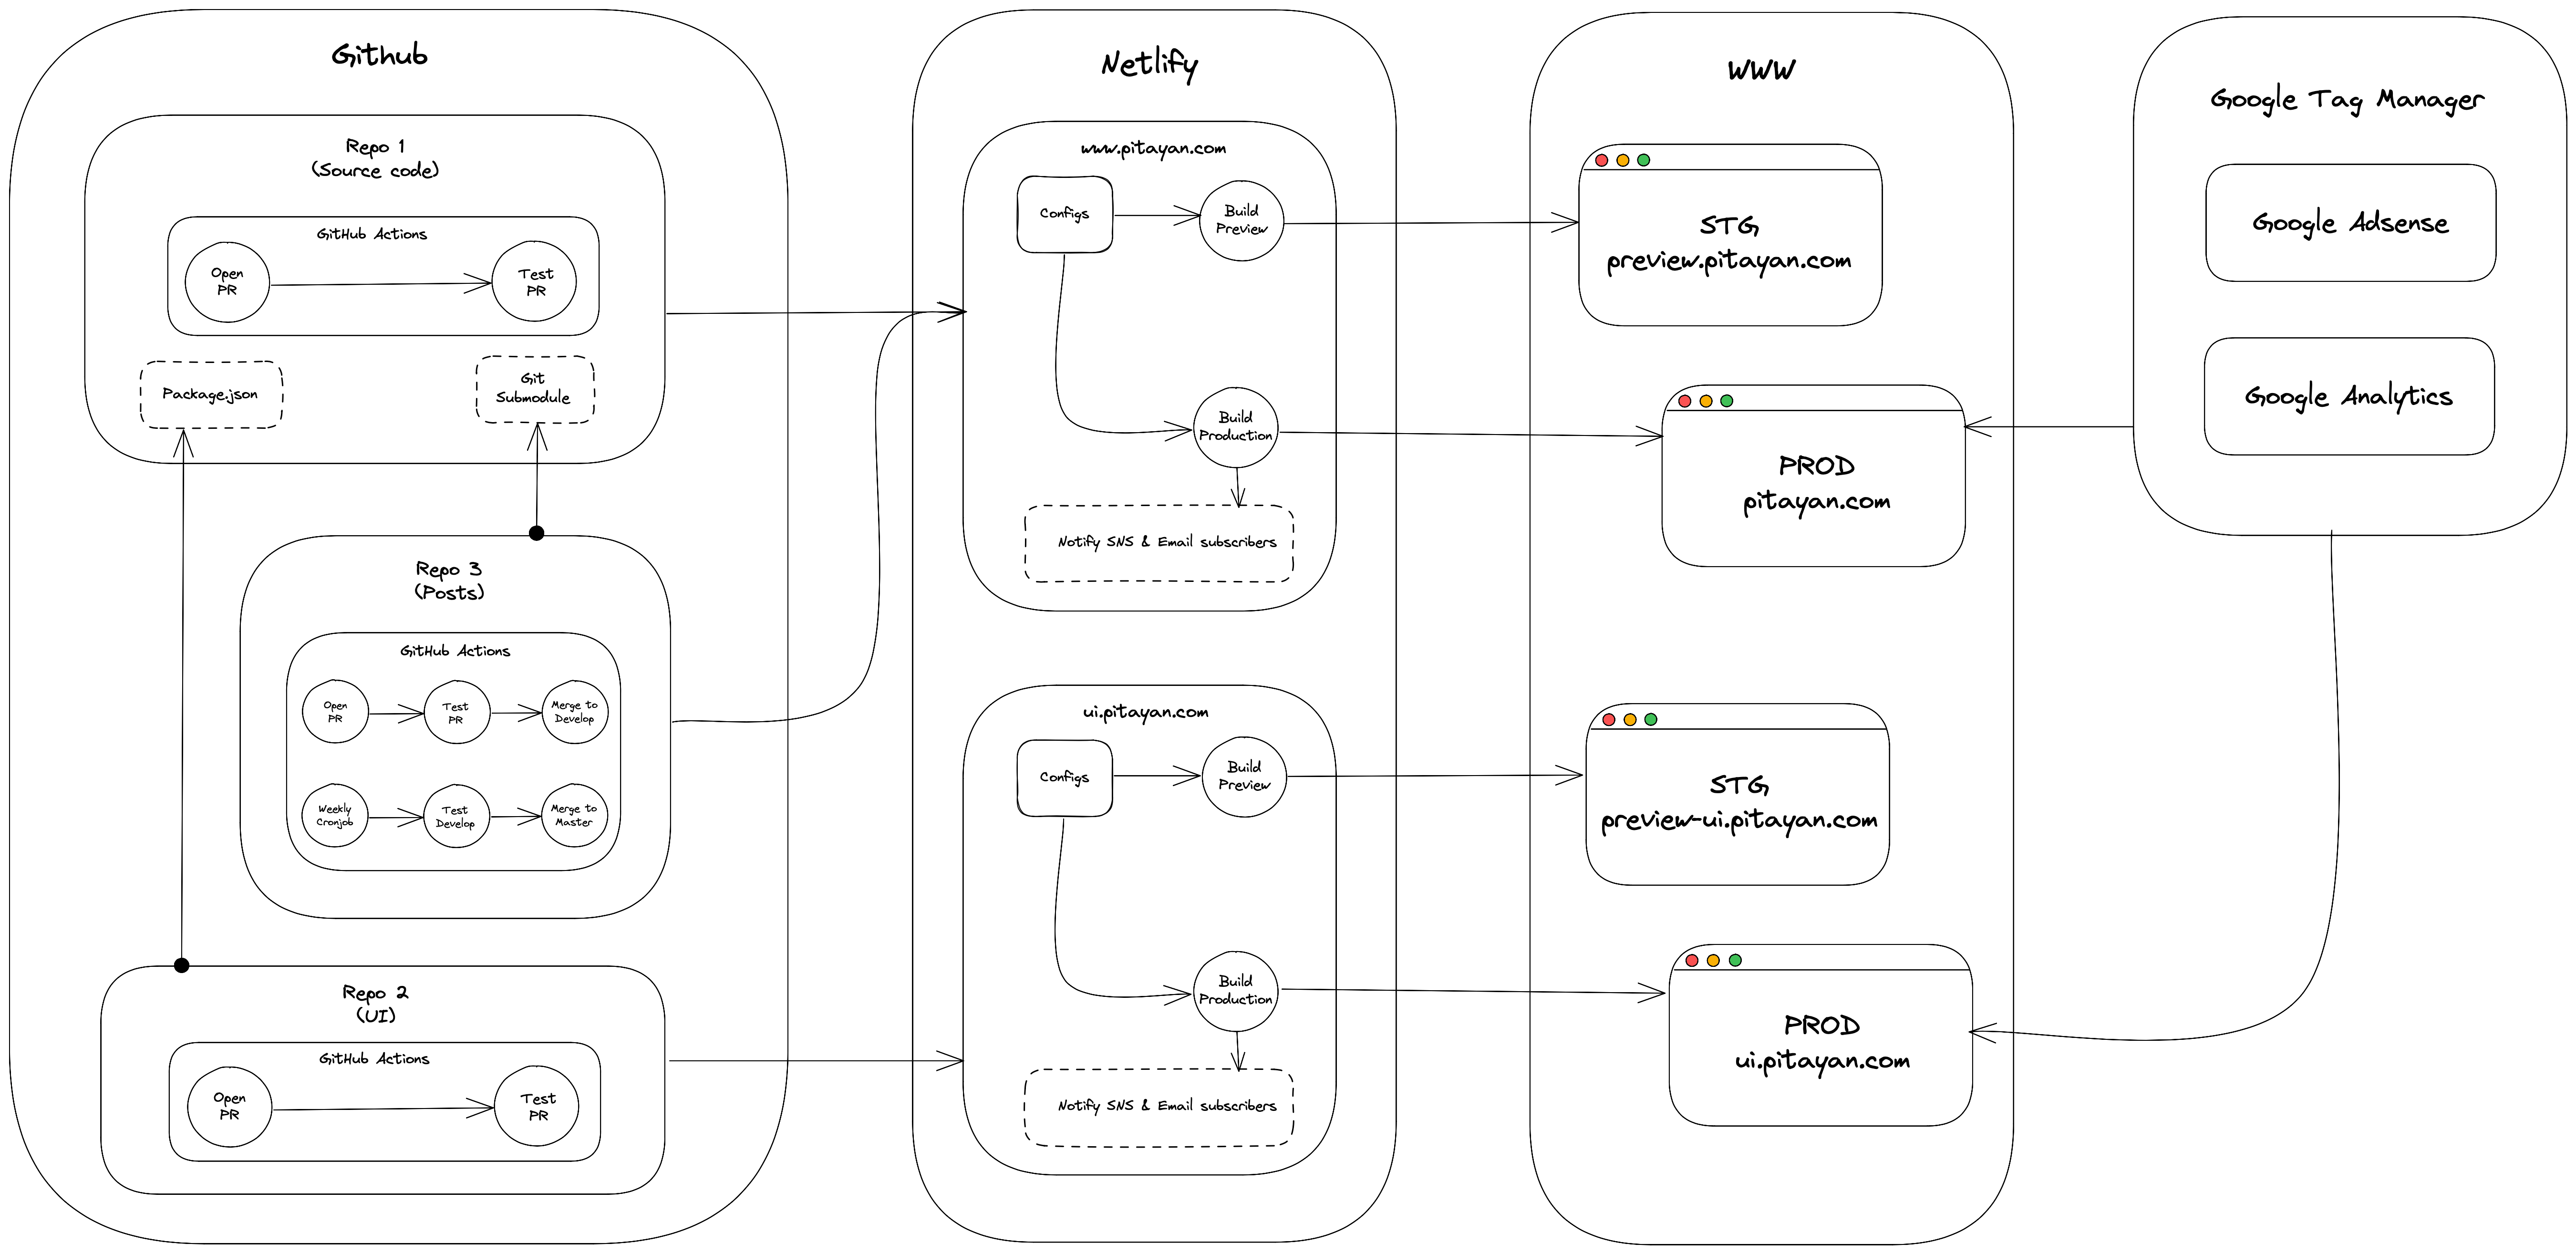 Github
Repo 1
(Source code)
GitHub Actions
Open
PR
Test
PR
Package.json
Git
Submodule
Repo 3
(Posts)
GitHub Actions
Open
PR
Test
PR
Merge to
Develop
Weekly
Cronjob
Test
Develop
Merge to
Master
Repo 2
(UI)
GitHub Actions
Open
PR
Test
PR
Netlify
www.pitayan.com
Configs
Build
Preview
Build
Production
Notify SNS & Email subscribers
ui.pitayan.com
Configs
Build
Preview
Build
Production
Notify SNS & Email subscribers
WWW
STG
preview.pitayan.com
PROD
pitayan.com
STG
preview-ui.pitayan.com
PROD
ui.pitayan.com
Google Tag Manager
Google Adsense
Google Analytics